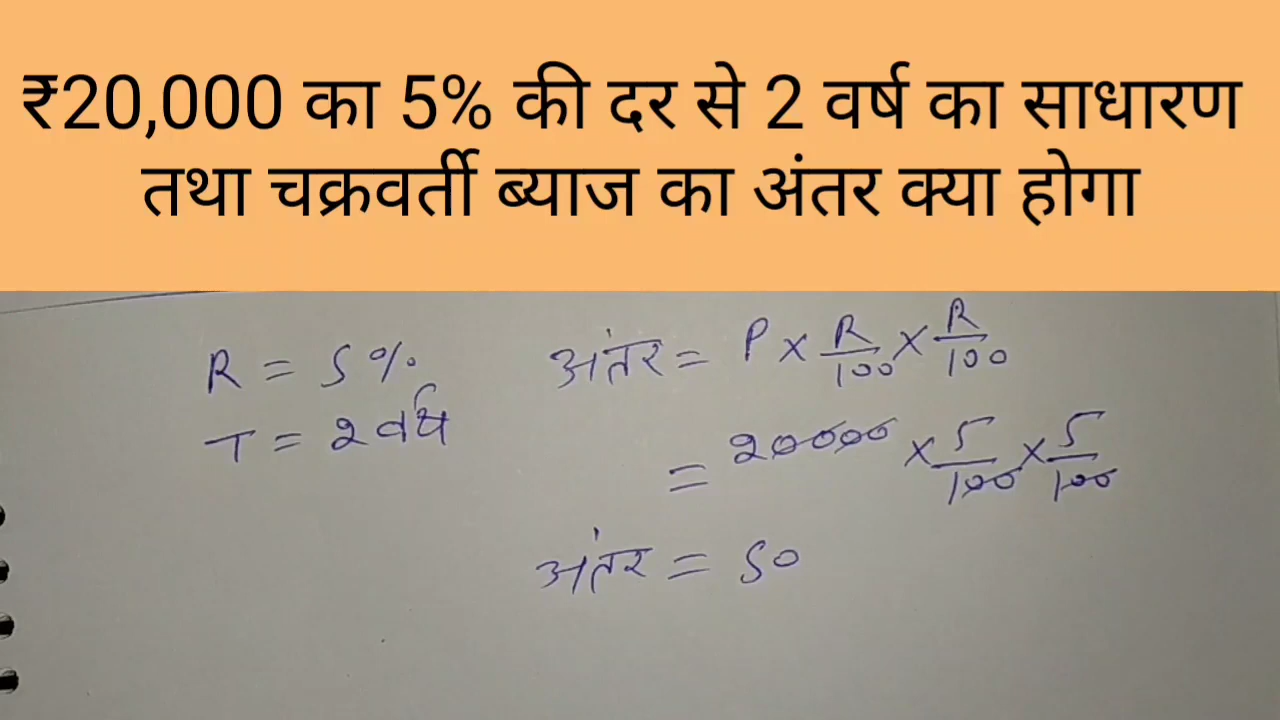 ₹20,000 का 5% की दर से 2 वर्ष का साधारण
तथा चक्रवर्ती ब्याज का अंतर क्या होगा
R = 5%
T = 2 वर्ष
अंतर = P × R/100 × R/100
= 20000 × 5/100 × 5/100
अंतर = 50